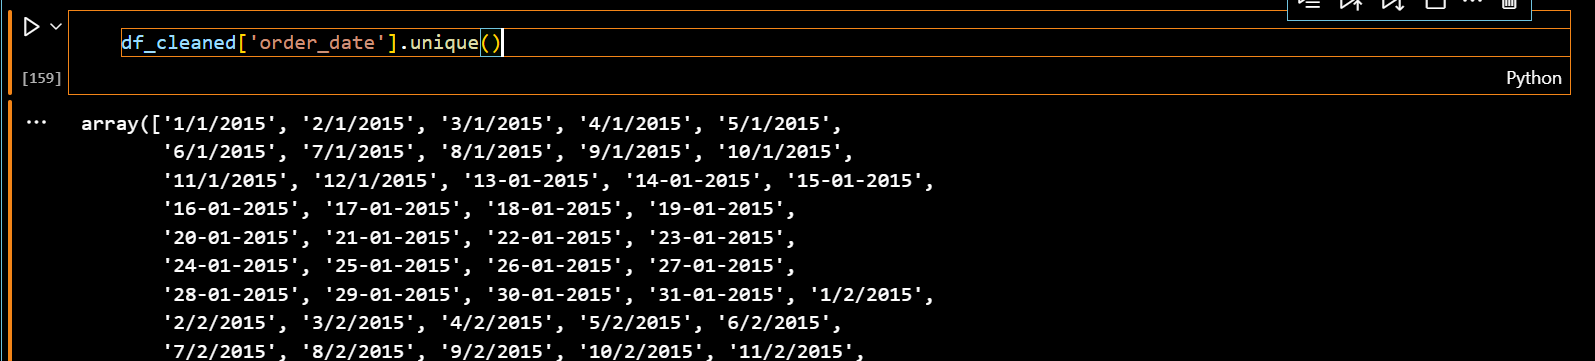 df_cleaned['order_date'].unique()
[159]
Python
array(['1/1/2015', '2/1/2015', '3/1/2015', '4/1/2015', '5/1/2015',
'6/1/2015', '7/1/2015', '8/1/2015', '9/1/2015', '10/1/2015',
'11/1/2015', '12/1/2015', '13-01-2015', '14-01-2015', '15-01-2015',
'16-01-2015', '17-01-2015', '18-01-2015', '19-01-2015',
'20-01-2015', '21-01-2015', '22-01-2015', '23-01-2015',
'24-01-2015', '25-01-2015', '26-01-2015', '27-01-2015',
'28-01-2015', '29-01-2015', '30-01-2015', '31-01-2015', '1/2/2015',
'2/2/2015', '3/2/2015', '4/2/2015', '5/2/2015', '6/2/2015',
'7/2/2015', '8/2/2015', '9/2/2015', '10/2/2015', '11/2/2015',